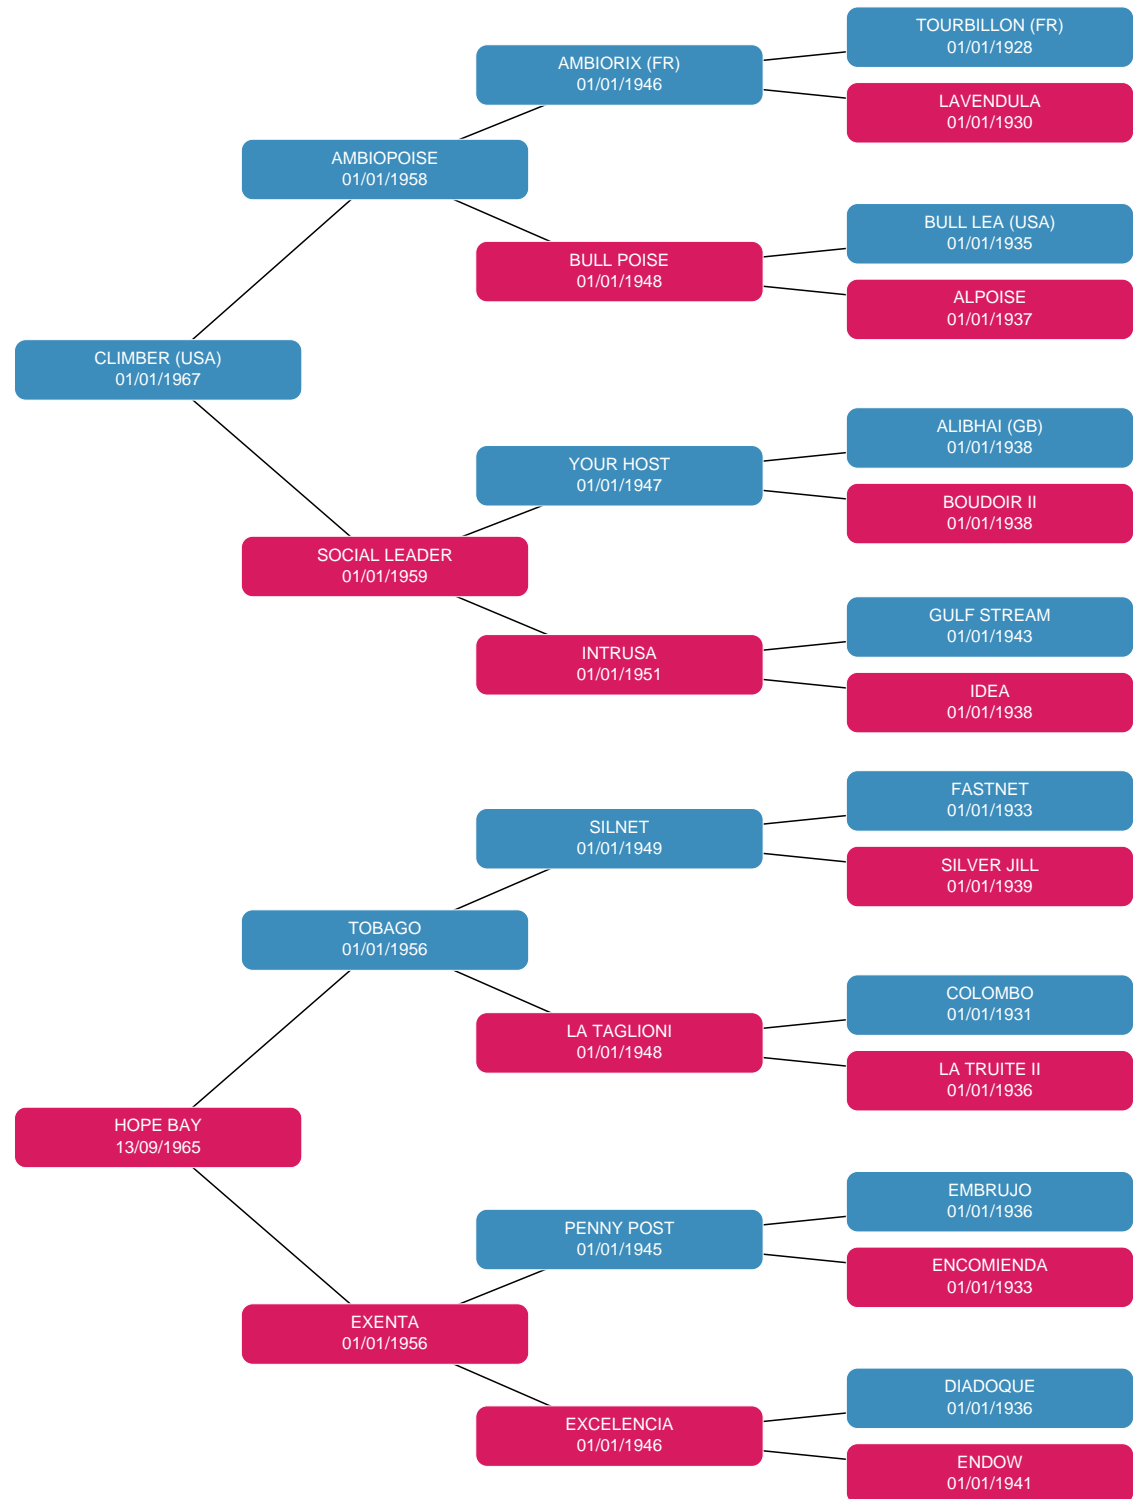 TOURBILLON (FR)
01/01/1928
AMBIORIX (FR)
01/01/1946
LAVENDULA
01/01/1930
AMBIOPOISE
01/01/1958
BULL LEA (USA)
01/01/1935
BULL POISE
01/01/1948
ALPOISE
01/01/1937
CLIMBER (USA)
01/01/1967
ALIBHAI (GB)
01/01/1938
YOUR HOST
01/01/1947
BOUDOIR II
01/01/1938
SOCIAL LEADER
01/01/1959
GULF STREAM
01/01/1943
INTRUSA
01/01/1951
IDEA
01/01/1938
FASTNET
01/01/1933
SILNET
01/01/1949
SILVER JILL
01/01/1939
TOBAGO
01/01/1956
COLOMBO
01/01/1931
LA TAGLIONI
01/01/1948
LA TRUITE II
01/01/1936
HOPE BAY
13/09/1965
EMBRUJO
01/01/1936
PENNY POST
01/01/1945
ENCOMIENDA
01/01/1933
EXENTA
01/01/1956
DIADOQUE
01/01/1936
EXCELENCIA
01/01/1946
ENDOW
01/01/1941